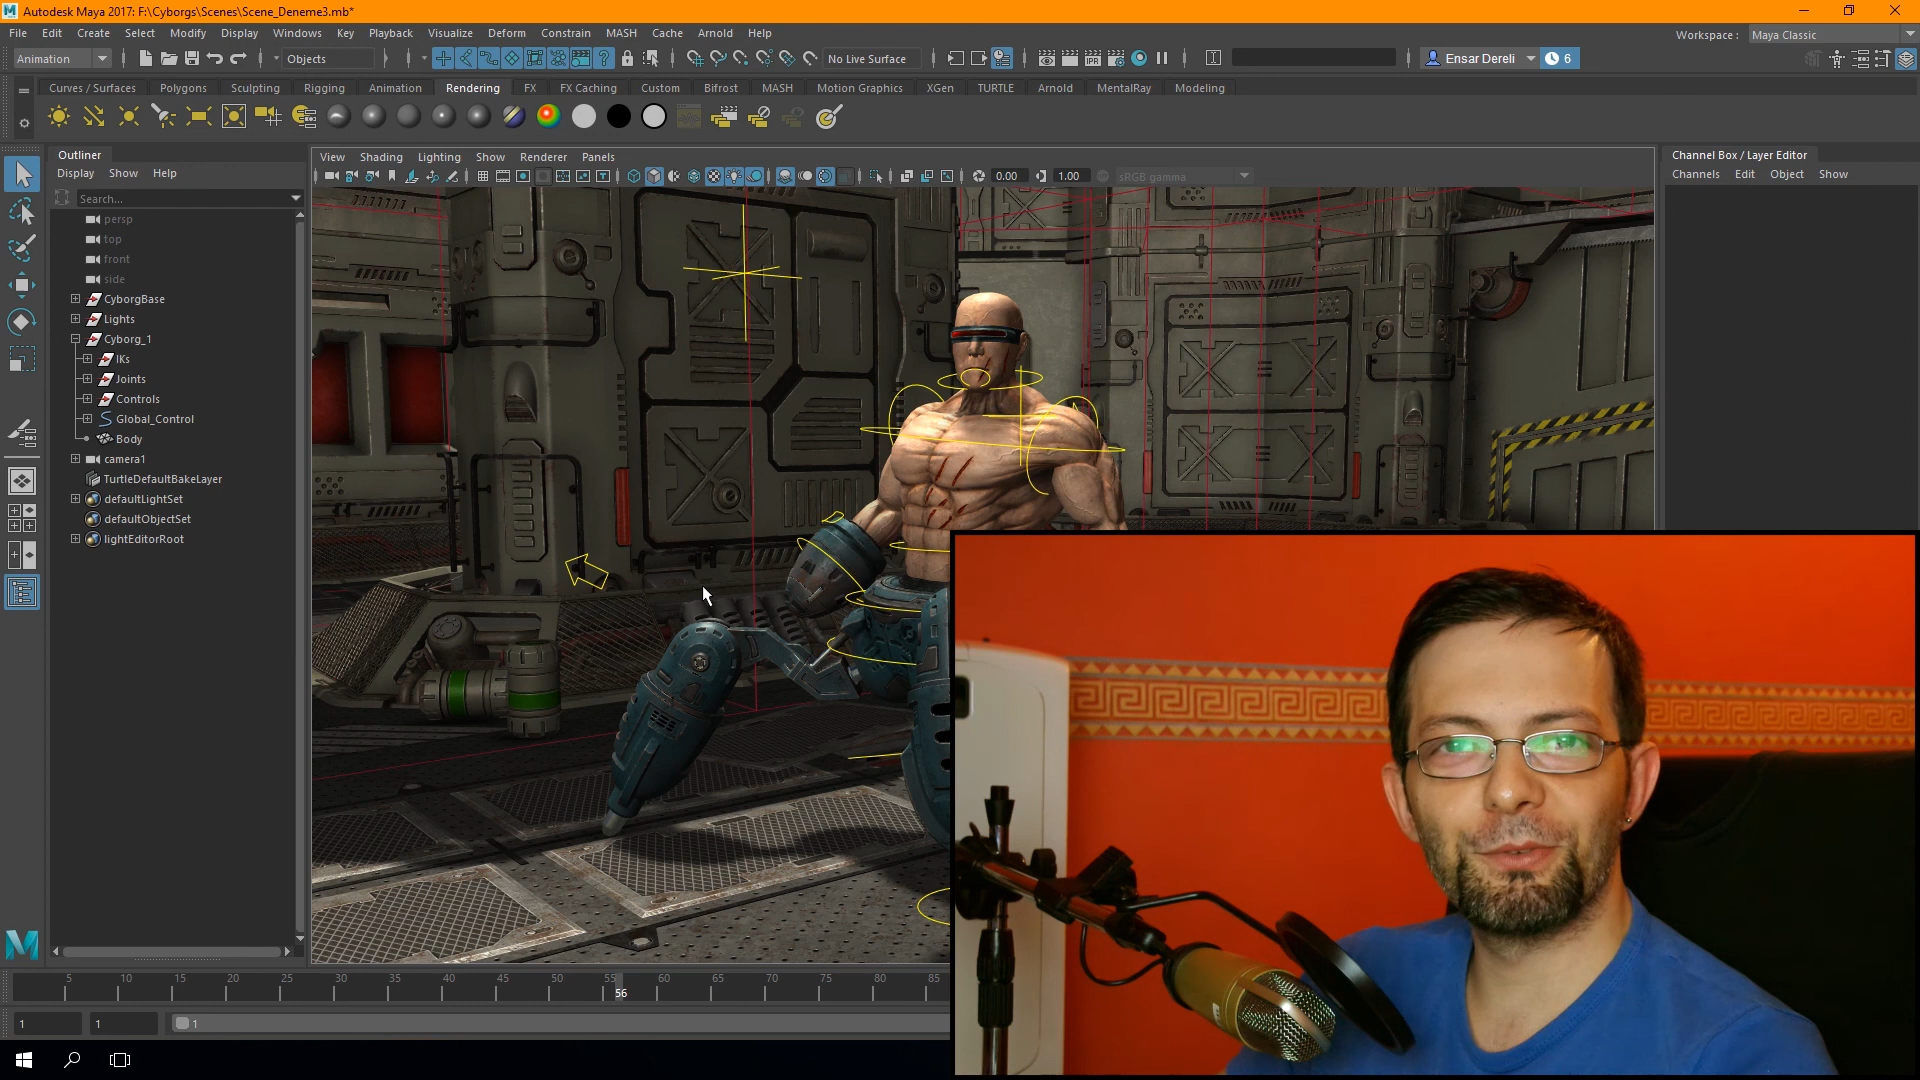 Autodesk Maya 2017: F:\Cyborgs\Scenes\Scene_Deneme3.mb*
File Edit Create Select Modify Display Windows Key Playback Visualize Deform Constrain MASH Cache Arnold Help
Workspace : Maya Classic
Animation Objects No Live Surface IPR Ensar Dereli 6
Curves / Surfaces Polygons Sculpting Rigging Animation Rendering FX FX Caching Custom Bifrost MASH Motion Graphics XGen TURTLE Arnold MentalRay Modeling
Outliner
Display Show Help
Search...
persp
top
front
side
CyborgBase
Lights
Cyborg_1
IKs
Joints
Controls
Global_Control
Body
camera1
TurtleDefaultBakeLayer
defaultLightSet
defaultObjectSet
lightEditorRoot
View Shading Lighting Show Renderer Panels
0.00 1.00 sRGB gamma
Channel Box / Layer Editor
Channels Edit Object Show
5 10 15 20 25 30 35 40 45 50 55 60 65 70 75 80 85
56
1 1 1